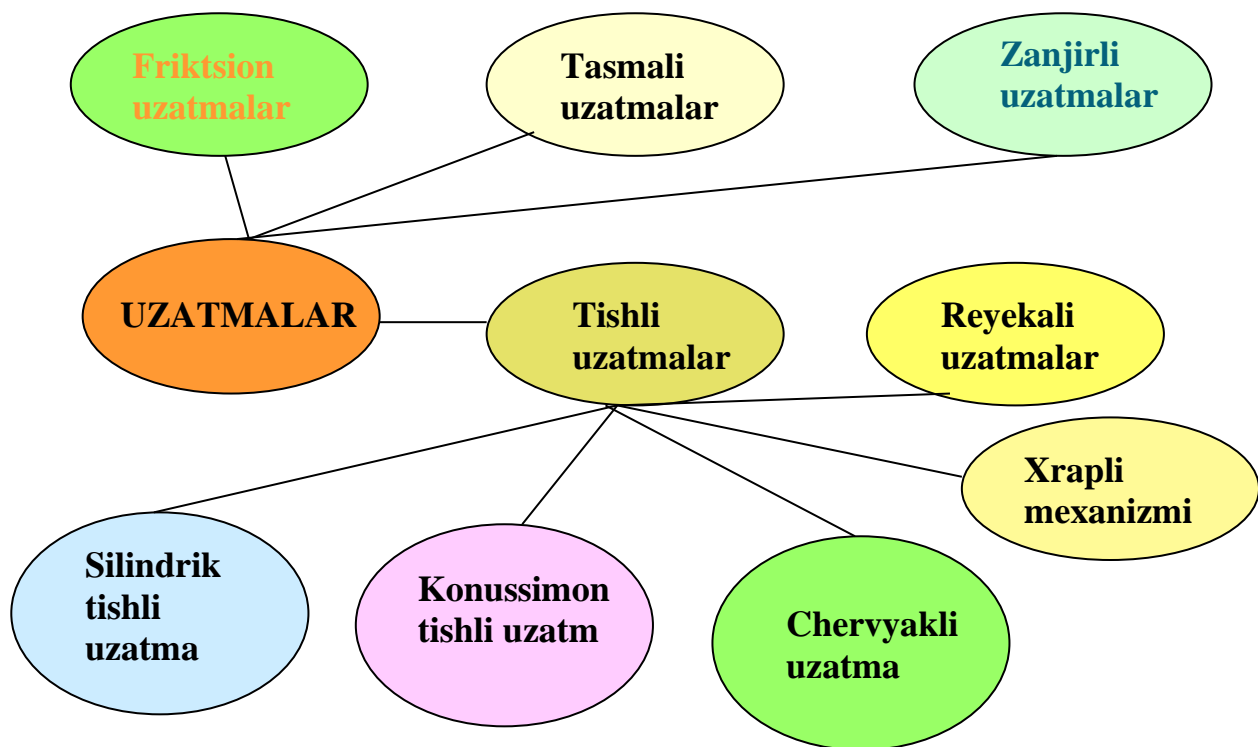 Friktsion
uzatmalar
Tasmali
uzatmalar
Zanjirli
uzatmalar
UZATMALAR
Tishli
uzatmalar
Reyekali
uzatmalar
Xrapli
mexanizmi
Silindrik
tishli
uzatma
Konussimon
tishli uzatm
Chervyakli
uzatma